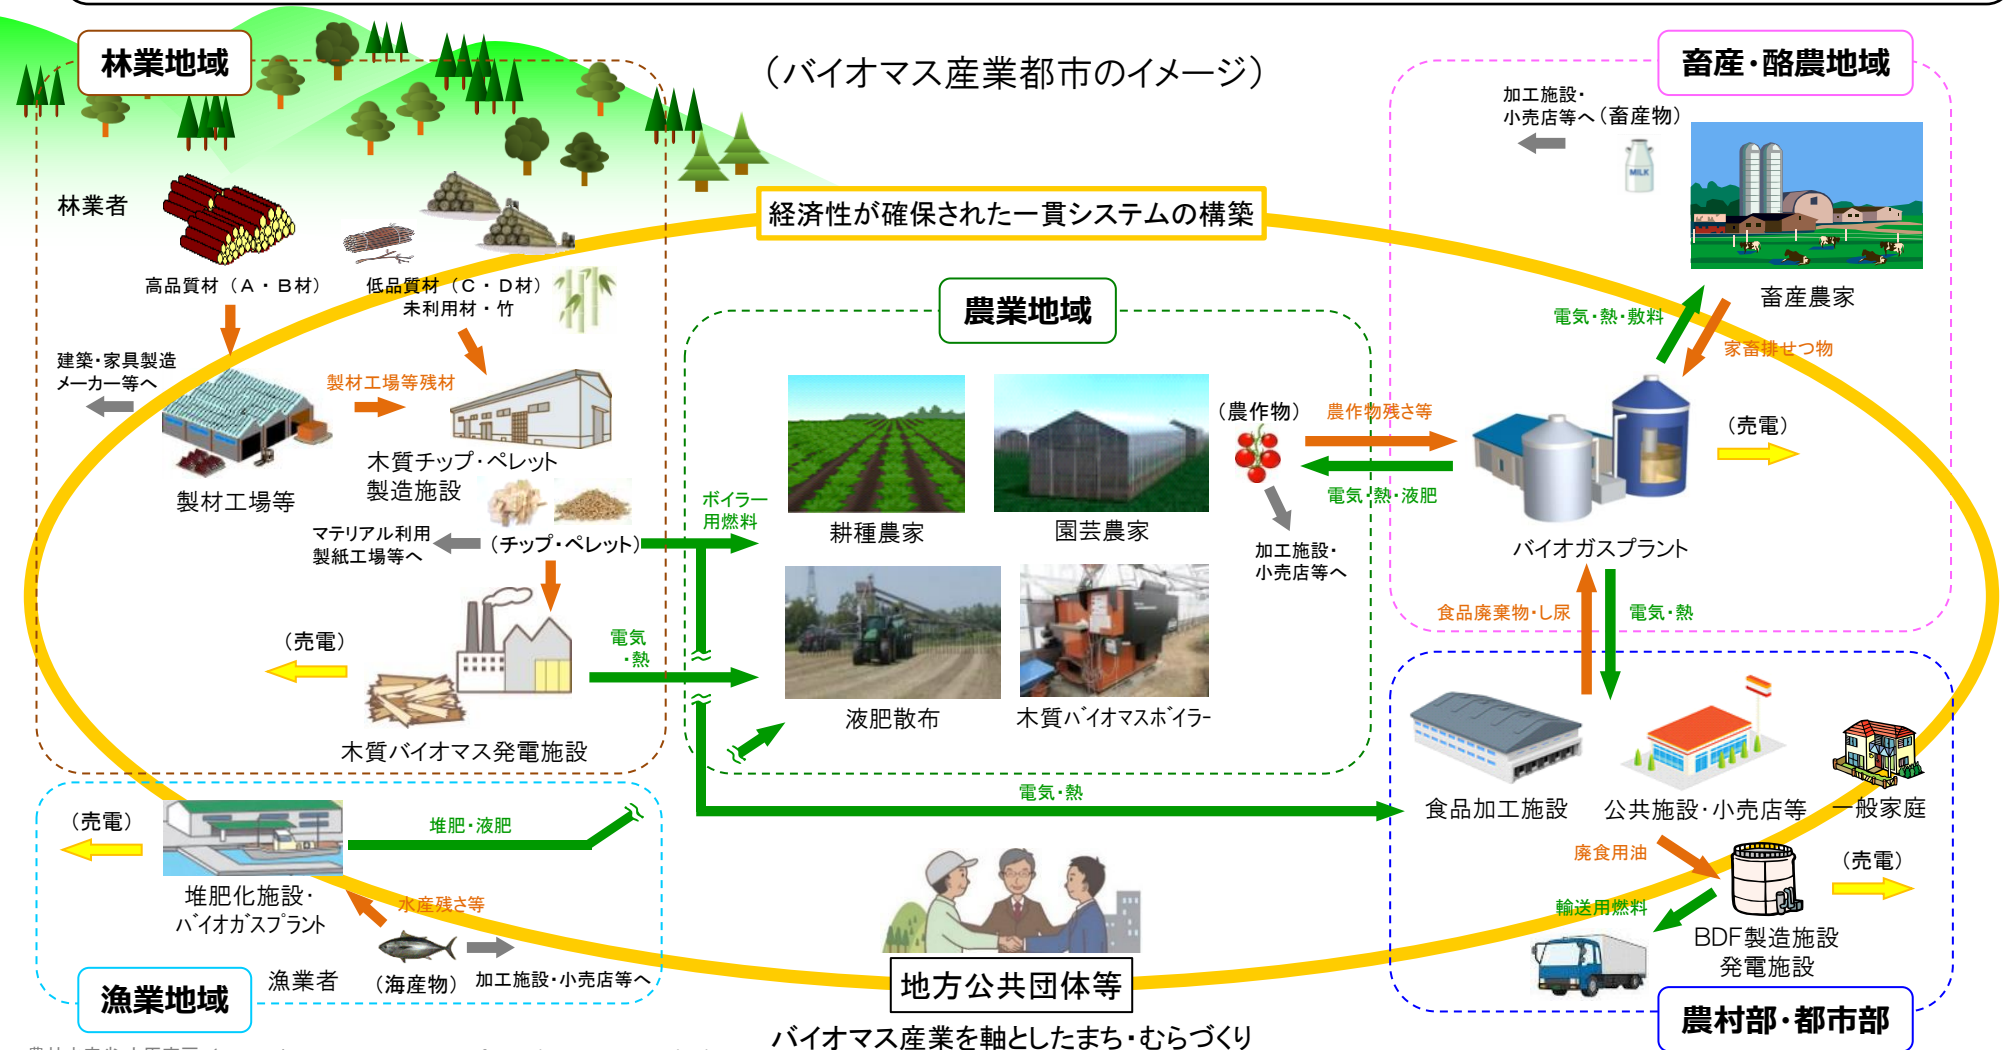 (バイオマス産業都市のイメージ)
林業地域
林業者
高品質材(A・B材)
低品質材(C・D材)
未利用材・竹
建築・家具製造
メーカー等へ
製材工場等残材
製材工場等
木質チップ・ペレット
製造施設
マテリアル利用
製紙工場等へ
(チップ・ペレット)
ボイラー
用燃料
(売電)
電気
・熱
木質バイオマス発電施設
経済性が確保された一貫システムの構築
農業地域
耕種農家
園芸農家
液肥散布
木質バイオマスボイラー
(農作物)
農作物残さ等
電気・熱・液肥
加工施設・
小売店等へ
畜産・酪農地域
加工施設・
小売店等へ(畜産物)
MILK
畜産農家
電気・熱・敷料
家畜排せつ物
(売電)
バイオガスプラント
食品廃棄物・し尿
電気・熱
電気・熱
食品加工施設
公共施設・小売店等
一般家庭
廃食用油
(売電)
輸送用燃料
BDF製造施設
発電施設
農村部・都市部
(売電)
堆肥・液肥
堆肥化施設・
バイオガスプラント
水産残さ等
漁業者
(海産物)
加工施設・小売店等へ
漁業地域
地方公共団体等
バイオマス産業を軸としたまち・むらづくり